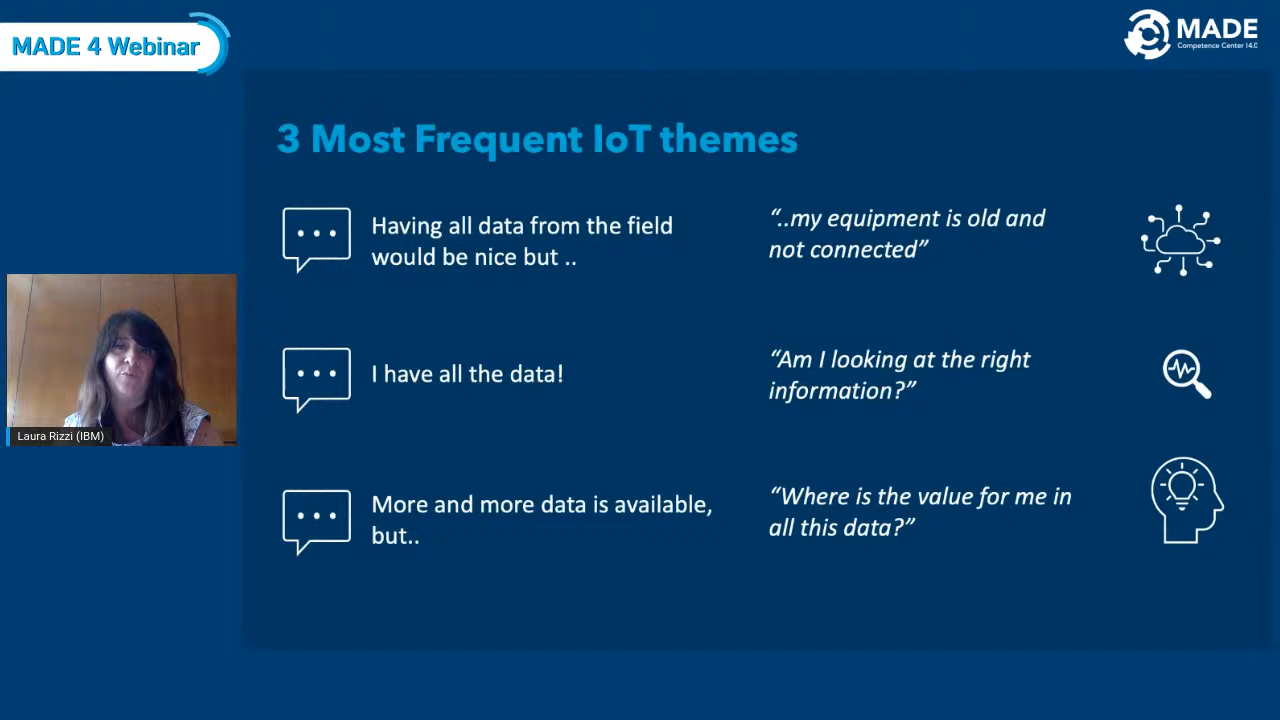 MADE 4 Webinar
MADE
Competence Center I4.0
3 Most Frequent IoT themes
Having all data from the field
would be nice but ..
“..my equipment is old and
not connected”
I have all the data!
“Am I looking at the right
information?”
More and more data is available,
but..
“Where is the value for me in
all this data?”
Laura Rizzi (IBM)